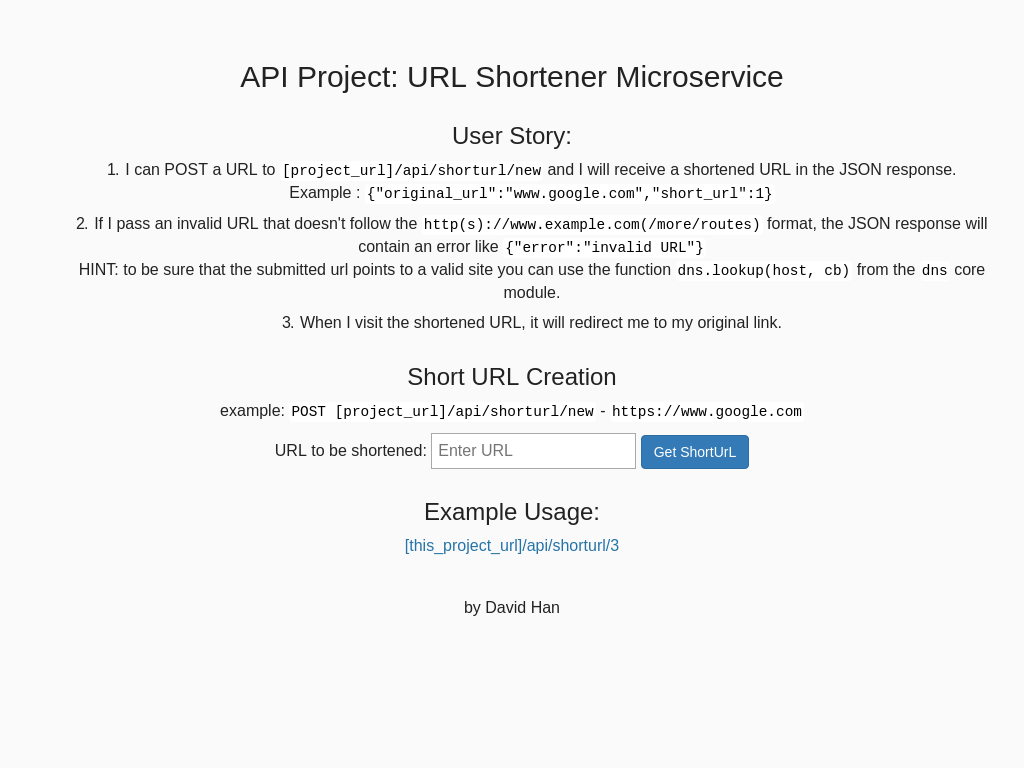 API Project: URL Shortener Microservice
User Story:
1. I can POST a URL to [project_url]/api/shorturl/new and I will receive a shortened URL in the JSON response.
Example : {"original_url":"www.google.com","short_url":1}
2. If I pass an invalid URL that doesn't follow the http(s)://www.example.com(/more/routes) format, the JSON response will
contain an error like {"error":"invalid URL"}
HINT: to be sure that the submitted url points to a valid site you can use the function dns.lookup(host, cb) from the dns core
module.
3. When I visit the shortened URL, it will redirect me to my original link.
Short URL Creation
example: POST [project_url]/api/shorturl/new - https://www.google.com
URL to be shortened: Enter URL Get ShortUrL
Example Usage:
[this_project_url]/api/shorturl/3
by David Han